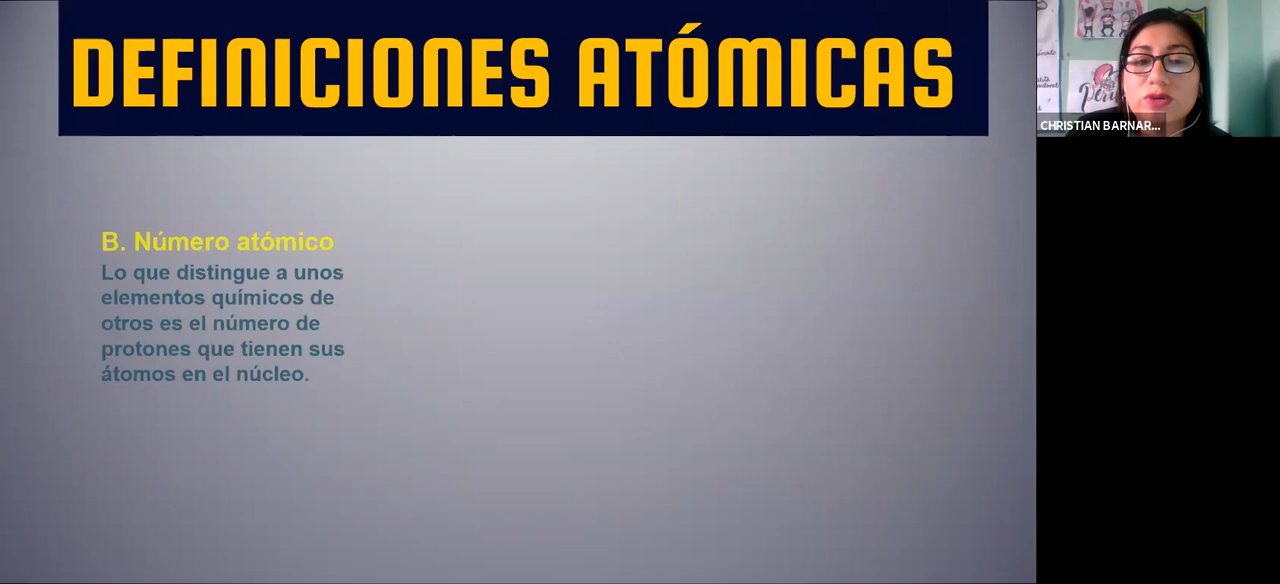 DEFINICIONES ATÓMICAS
B. Número atómico
Lo que distingue a unos
elementos químicos de
otros es el número de
protones que tienen sus
átomos en el núcleo.
Perú
CHRISTIAN BARNAR...